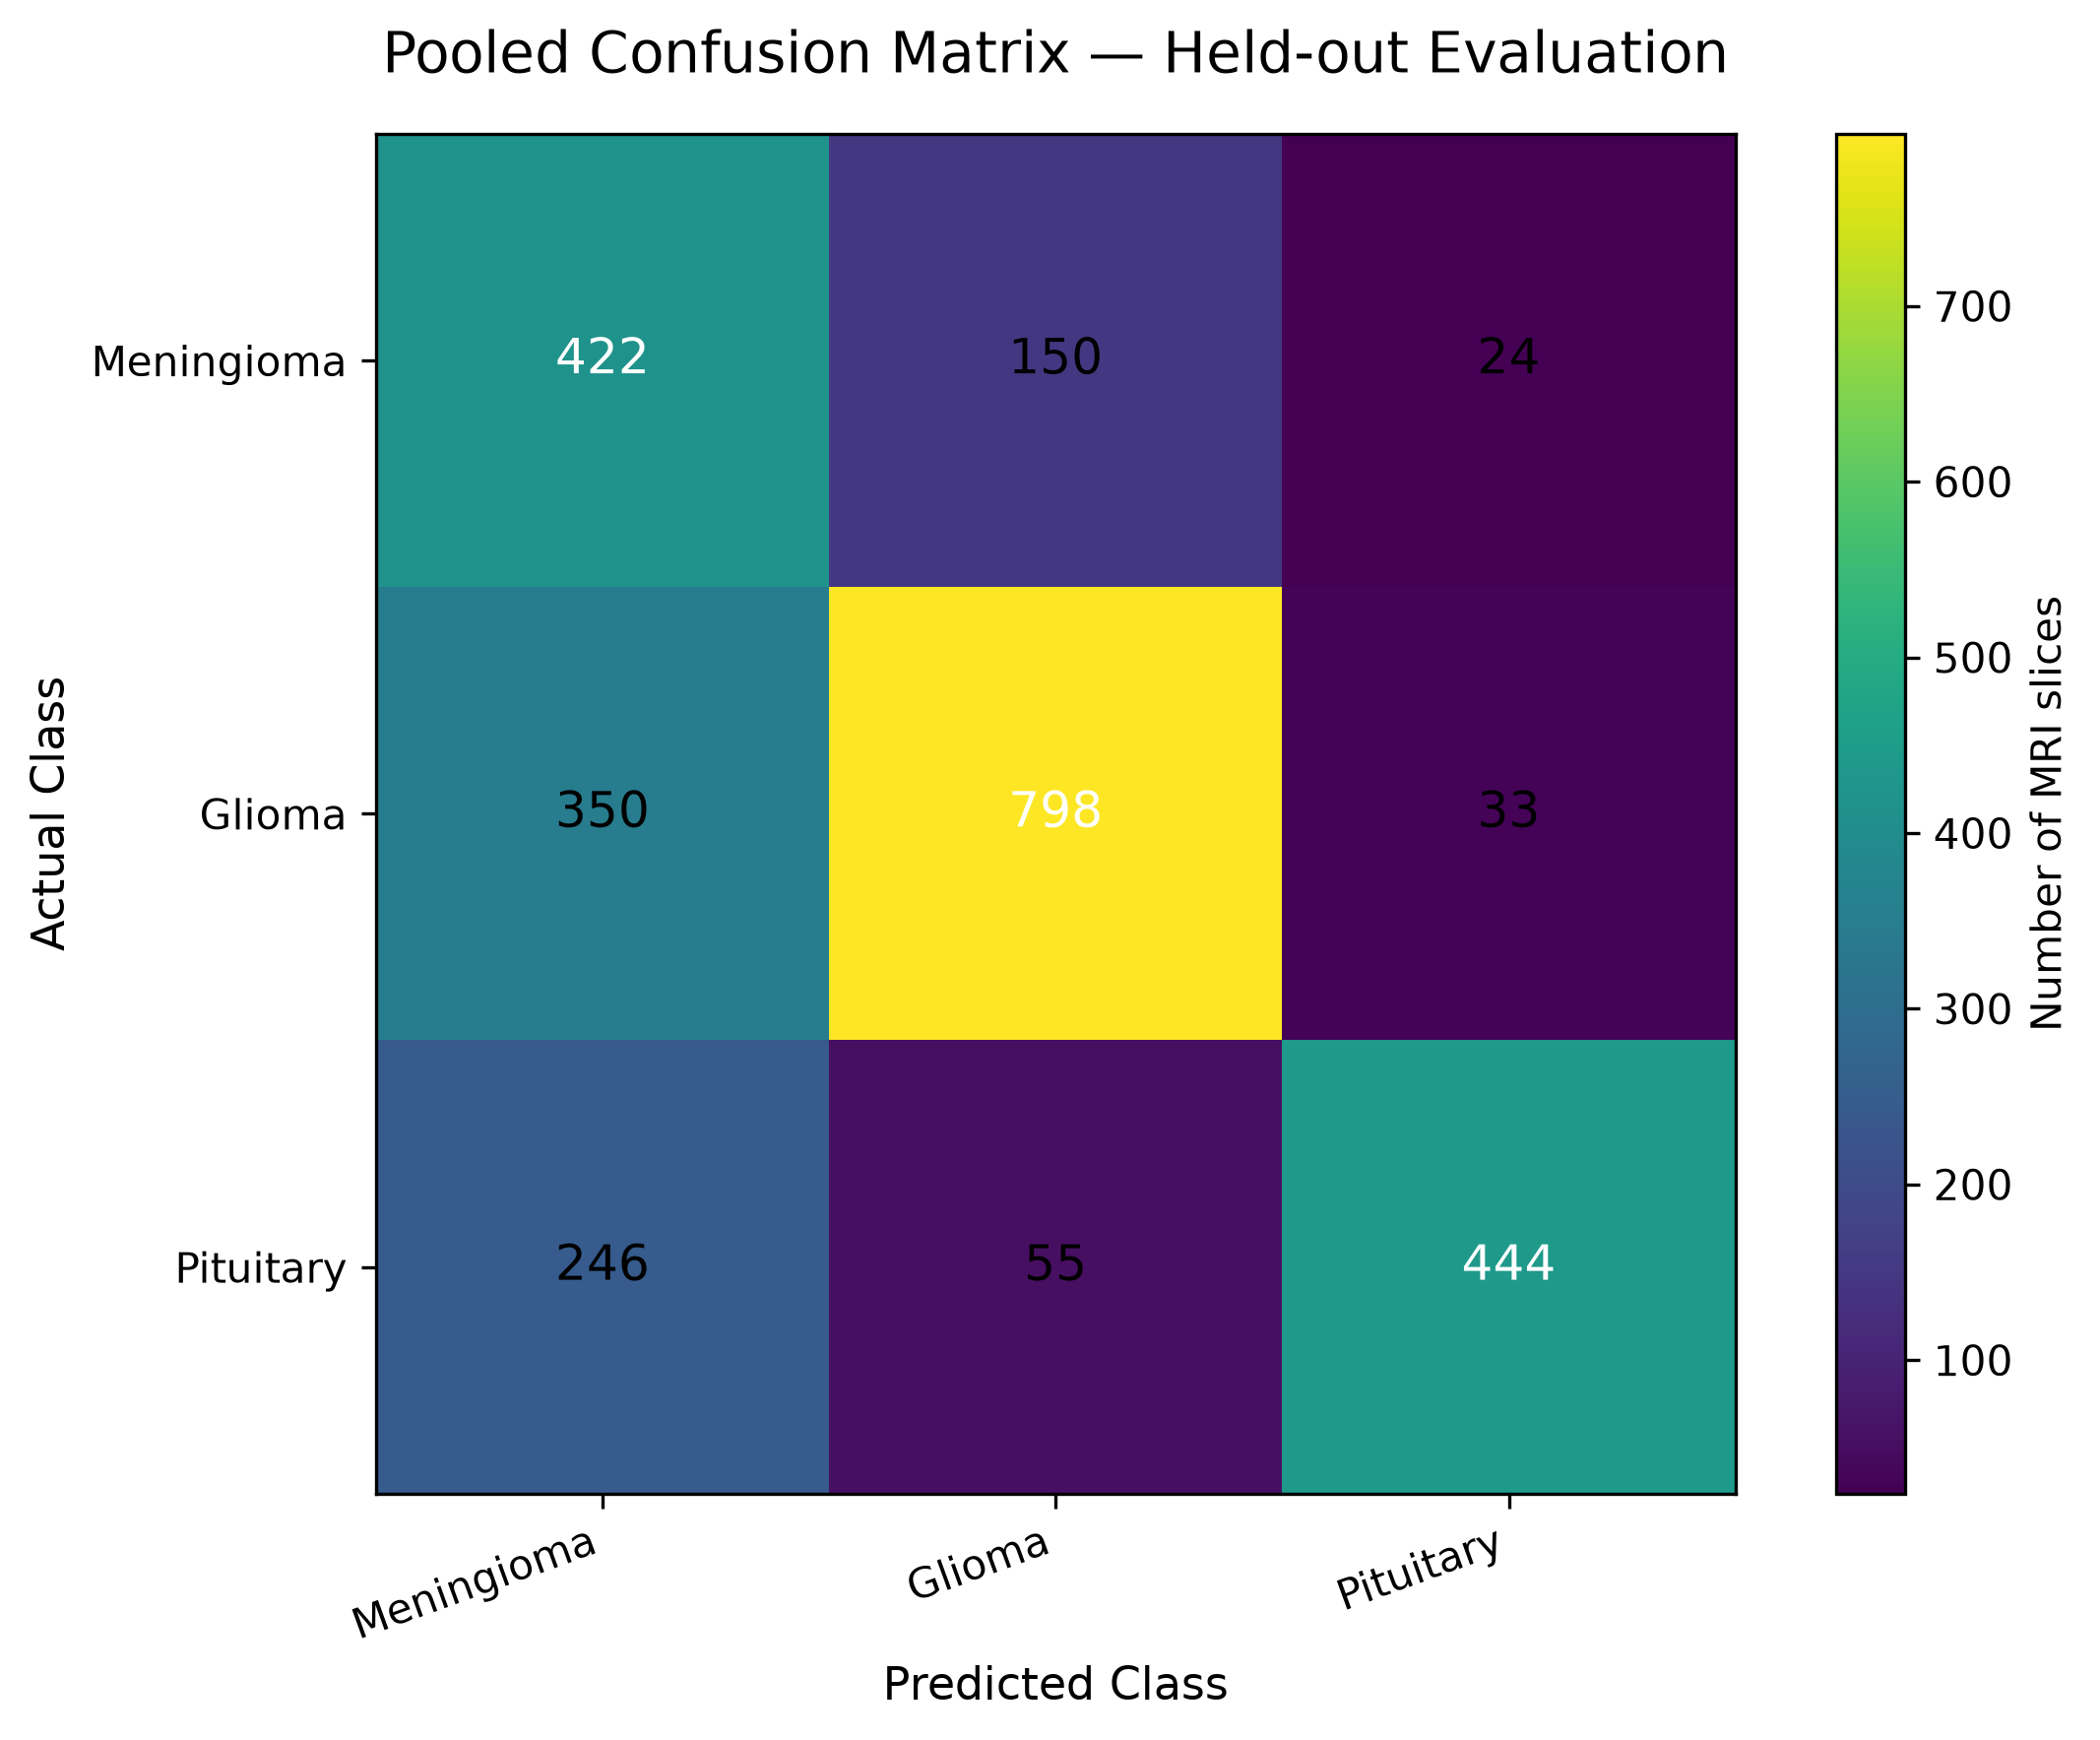 Pooled Confusion Matrix — Held-out Evaluation
Actual Class
Meningioma
422
150
24
Glioma
350
798
33
Pituitary
246
55
444
Meningioma
Glioma
Pituitary
Predicted Class
700
600
500
400
300
200
100
Number of MRI slices